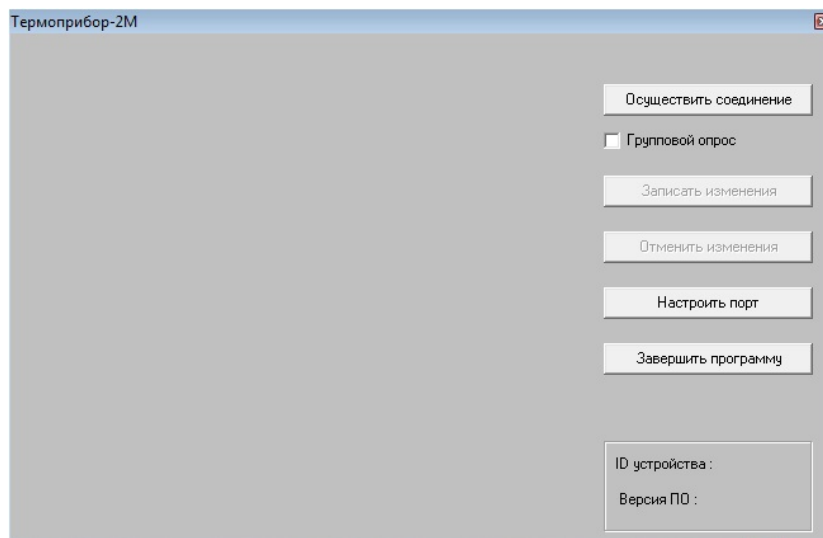 Термоприбор-2М
Осуществить соединение
Групповой опрос
Записать изменения
Отменить изменения
Настроить порт
Завершить программу
ID устройства :
Версия ПО :